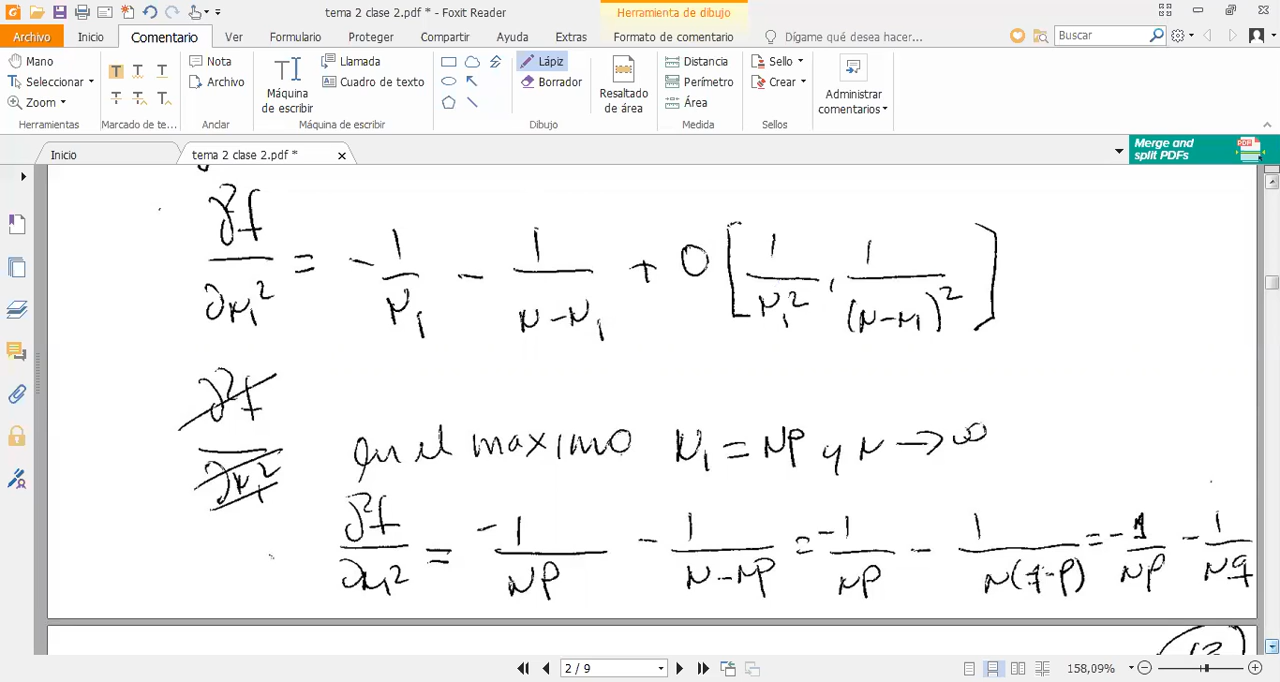 tema 2 clase 2.pdf * - Foxit Reader
Herramienta de dibujo
Archivo Inicio Comentario Ver Formulario Proteger Compartir Ayuda Extras Formato de comentario Dígame qué desea hacer... Buscar
Mano
Seleccionar
Zoom
Herramientas
T T T
T T T
Marcado de te...
Nota
Archivo
Anclar
Máquina de escribir
Llamada
Cuadro de texto
Máquina de escribir
Lápiz
Borrador
Dibujo
Resaltado de área
Distancia
Perímetro
Área
Medida
Sello
Crear
Sellos
Administrar comentarios
Inicio
tema 2 clase 2.pdf *
Merge and split PDFs
∂²f/∂N₁² = -1/N₁ - 1/(N-N₁) + O[1/N₁², 1/(N-N₁)²]
∂²f/∂N₁²
en el maximo N₁ = Np y N → ∞
∂²f/∂N₁² = -1/Np - 1/(N-Np) = -1/Np - 1/N(q-p) = -1/Np - 1/Nq
2 / 9
158,09%